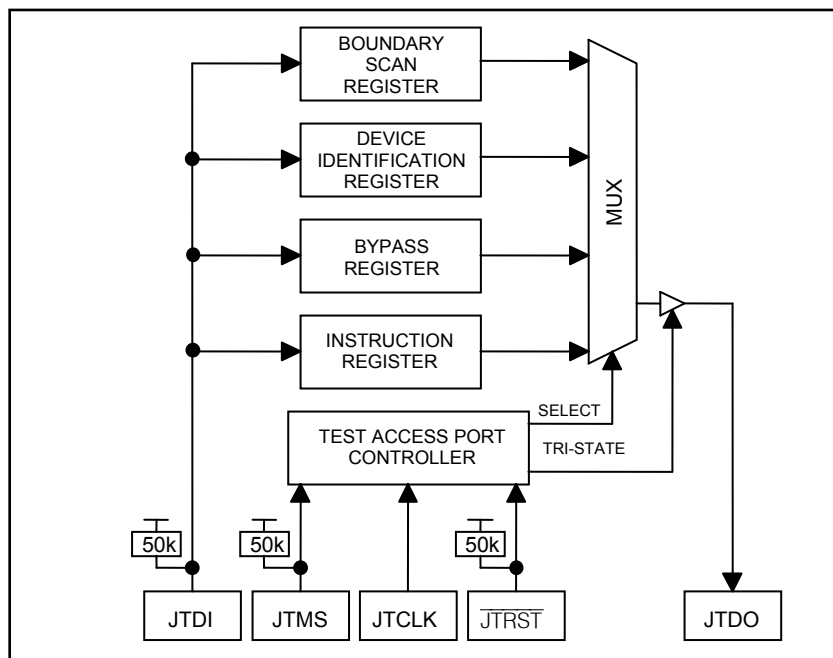 BOUNDARY
SCAN
REGISTER
DEVICE
IDENTIFICATION
REGISTER
BYPASS
REGISTER
INSTRUCTION
REGISTER
MUX
SELECT
TEST ACCESS PORT
CONTROLLER
TRI-STATE
50k
50k
50k
JTDI
JTMS
JTCLK
JTRST
JTDO